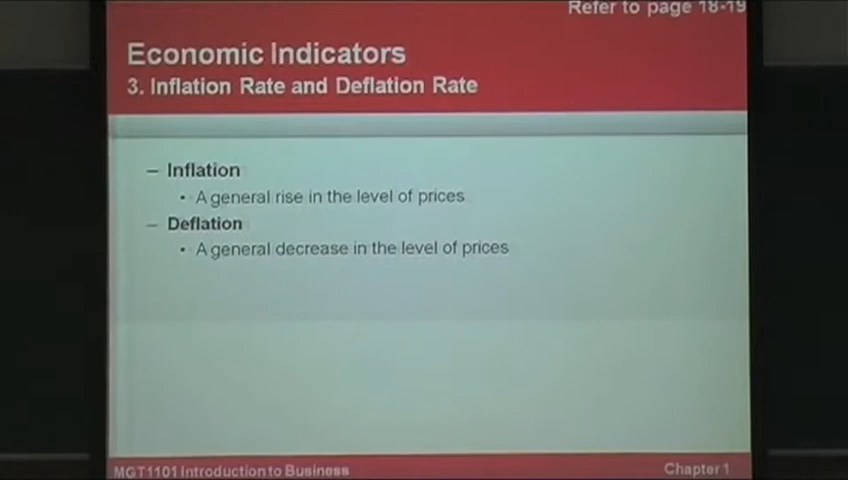 Refer to page 18-19
Economic Indicators
3. Inflation Rate and Deflation Rate
– Inflation
• A general rise in the level of prices
– Deflation
• A general decrease in the level of prices
MGT1101 Introduction to Business
Chapter 1